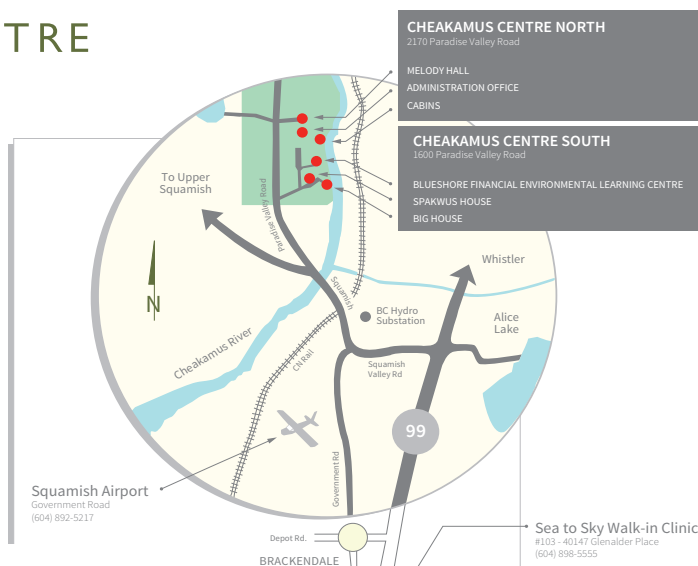 TRE
CHEAKAMUS CENTRE NORTH
2170 Paradise Valley Road
MELODY HALL
ADMINISTRATION OFFICE
CABINS
CHEAKAMUS CENTRE SOUTH
1600 Paradise Valley Road
BLUESHORE FINANCIAL ENVIRONMENTAL LEARNING CENTRE
SPAKWUS HOUSE
BIG HOUSE
To Upper
Squamish
Paradise Valley Road
N
Whistler
Squamish
BC Hydro
Substation
Alice
Lake
Cheakamus River
CN Rail
Squamish
Valley Rd
99
Government Rd
Squamish Airport
Government Road
(604) 892-5217
Depot Rd.
BRACKENDALE
Sea to Sky Walk-in Clinic
#103 - 40147 Glenalder Place
(604) 898-5555